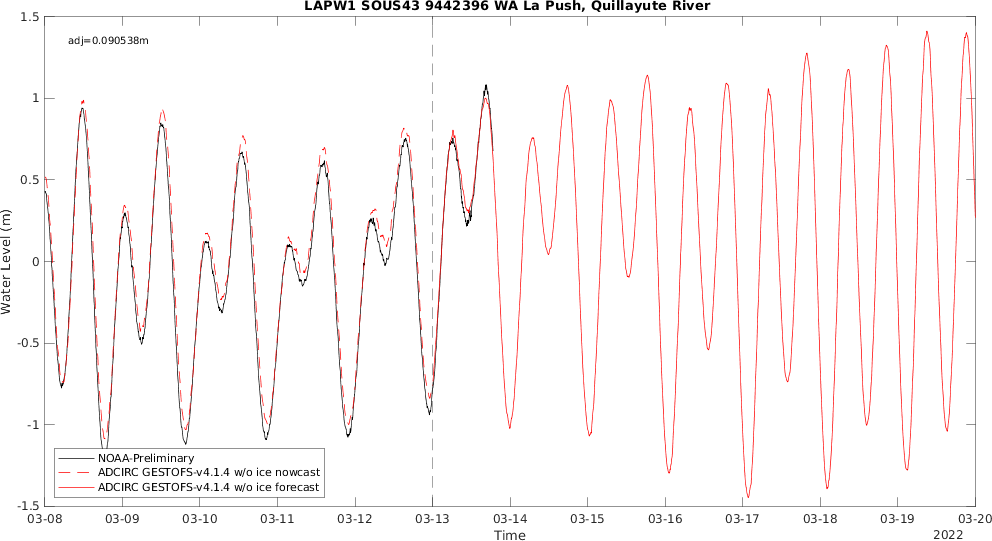 LAPW1 SOUS43 9442396 WA La Push, Quillayute River
adj=0.090538m
1.5
1
0.5
0
-0.5
-1
-1.5
Water Level (m)
NOAA-Preliminary
ADCIRC GESTOFS-v4.1.4 w/o ice nowcast
ADCIRC GESTOFS-v4.1.4 w/o ice forecast
03-08 03-09 03-10 03-11 03-12 03-13 03-14 03-15 03-16 03-17 03-18 03-19 03-20
Time
2022